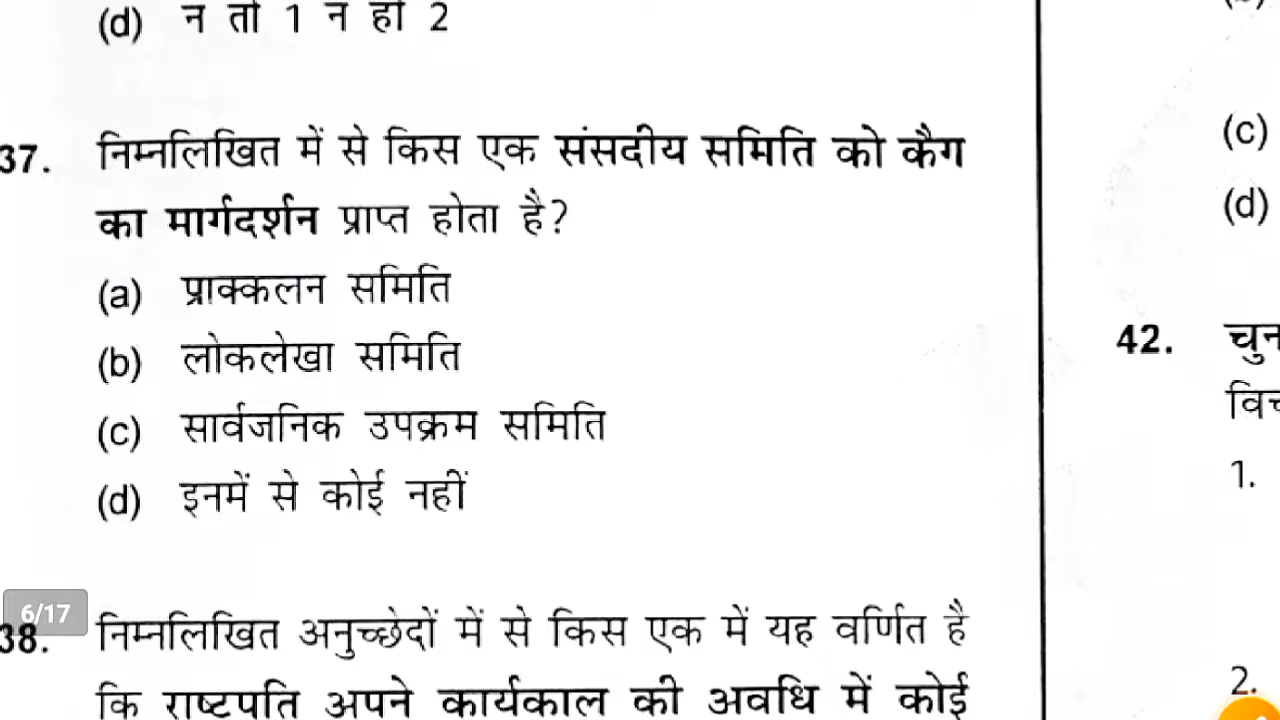 (d) न तो 1 न ही 2
37. निम्नलिखित में से किस एक संसदीय समिति को कैग
का मार्गदर्शन प्राप्त होता है?
(a) प्राक्कलन समिति
(b) लोकलेखा समिति
(c) सार्वजनिक उपक्रम समिति
(d) इनमें से कोई नहीं
6/17
38. निम्नलिखित अनुच्छेदों में से किस एक में यह वर्णित है
कि राष्टपति अपने कार्यकाल की अवधि में कोई
(c)
(d)
42.
1.
2.